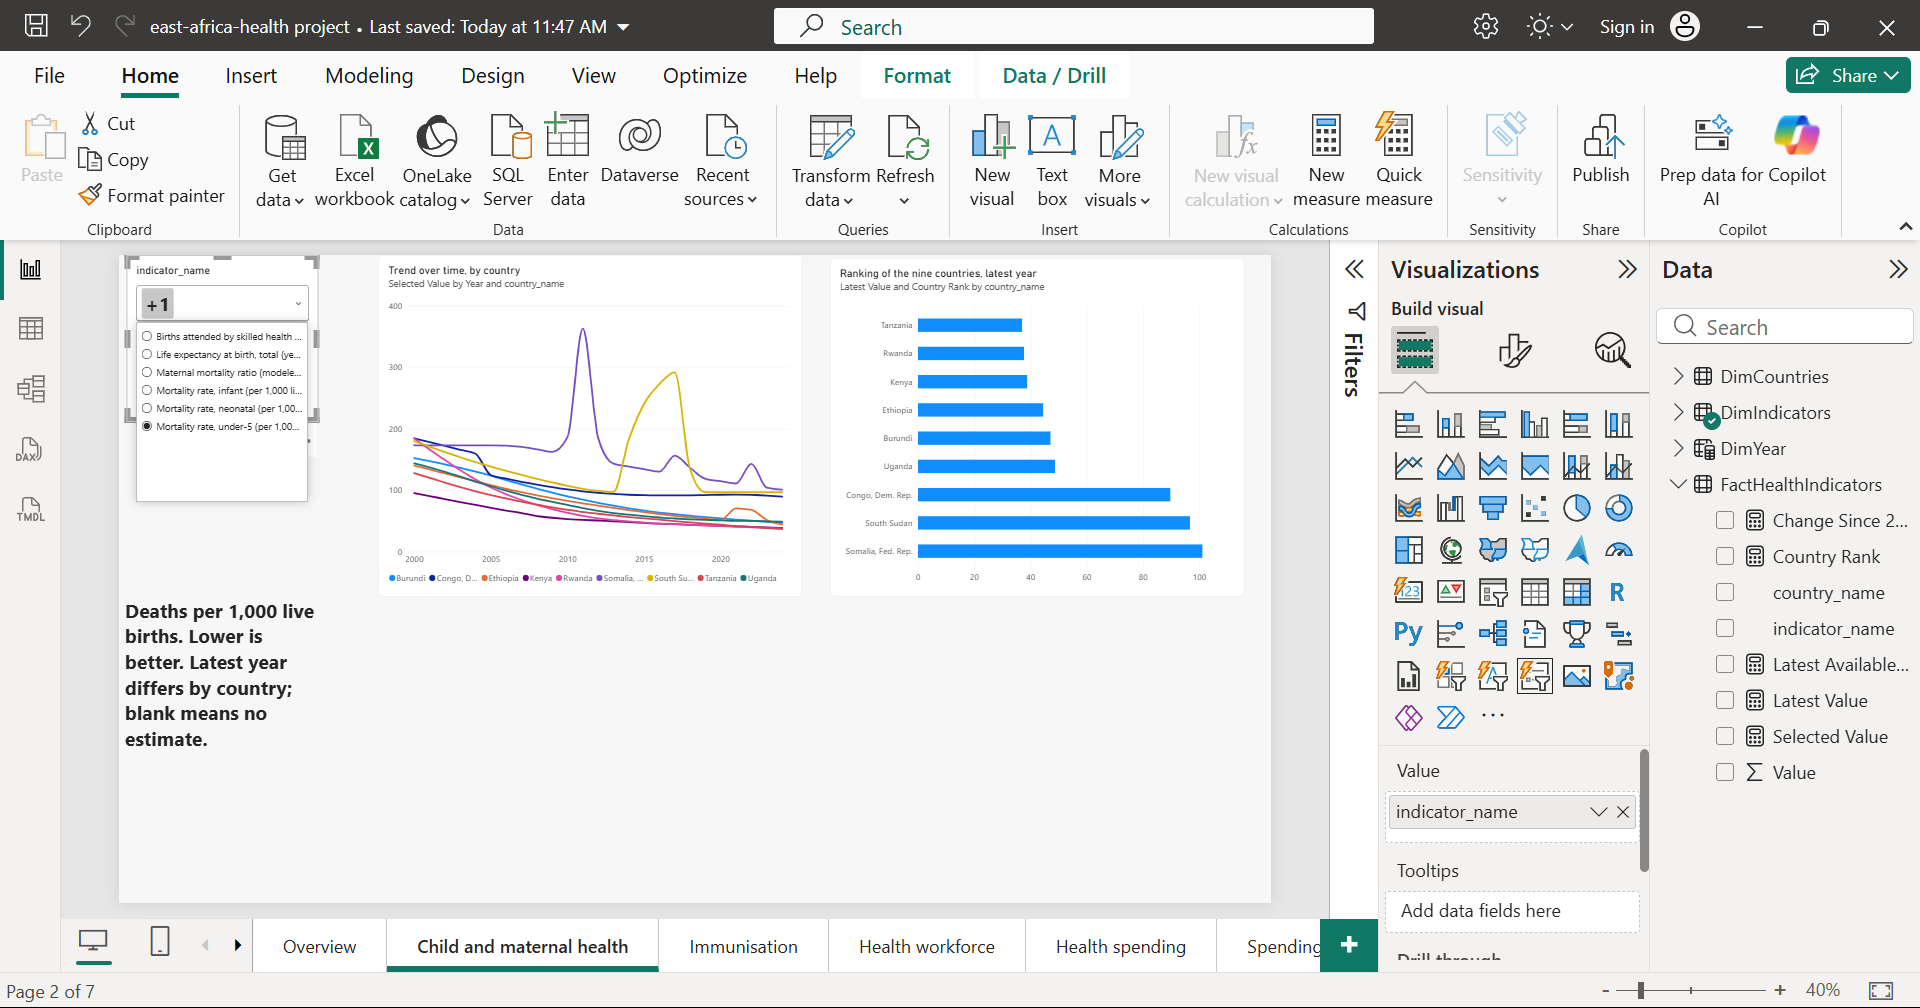 east-africa-health project • Last saved: Today at 11:47 AM
Search
Sign in
File Home Insert Modeling Design View Optimize Help Format Data / Drill
Share
Paste
Cut
Copy
Format painter
Clipboard
Get data
Excel workbook
OneLake catalog
SQL Server
Enter data
Dataverse
Recent sources
Data
Transform data
Refresh
Queries
New visual
Text box
More visuals
Insert
New visual calculation
New measure
Quick measure
Calculations
Sensitivity
Sensitivity
Publish
Share
Prep data for AI
Copilot
Copilot
DAX
TMDL
indicator_name
+1
Births attended by skilled health ...
Life expectancy at birth, total (ye...
Maternal mortality ratio (modele...
Mortality rate, infant (per 1,000 li...
Mortality rate, neonatal (per 1,00...
Mortality rate, under-5 (per 1,00...
Deaths per 1,000 live
births. Lower is
better. Latest year
differs by country;
blank means no
estimate.
Trend over time, by country
Selected Value by Year and country_name
400
300
200
100
0
2000 2005 2010 2015 2020
Burundi Congo, D... Ethiopia Kenya Rwanda Somalia, ... South Su... Tanzania Uganda
Ranking of the nine countries, latest year
Latest Value and Country Rank by country_name
Tanzania
Rwanda
Kenya
Ethiopia
Burundi
Uganda
Congo, Dem. Rep.
South Sudan
Somalia, Fed. Rep.
0 20 40 60 80 100
Filters
Visualizations
Build visual
123
R
Py
Value
indicator_name
Tooltips
Add data fields here
Drill through
Data
Search
DimCountries
DimIndicators
DimYear
FactHealthIndicators
Change Since 2...
Country Rank
country_name
indicator_name
Latest Available...
Latest Value
Selected Value
Value
Overview
Child and maternal health
Immunisation
Health workforce
Health spending
Spending
Page 2 of 7
40%